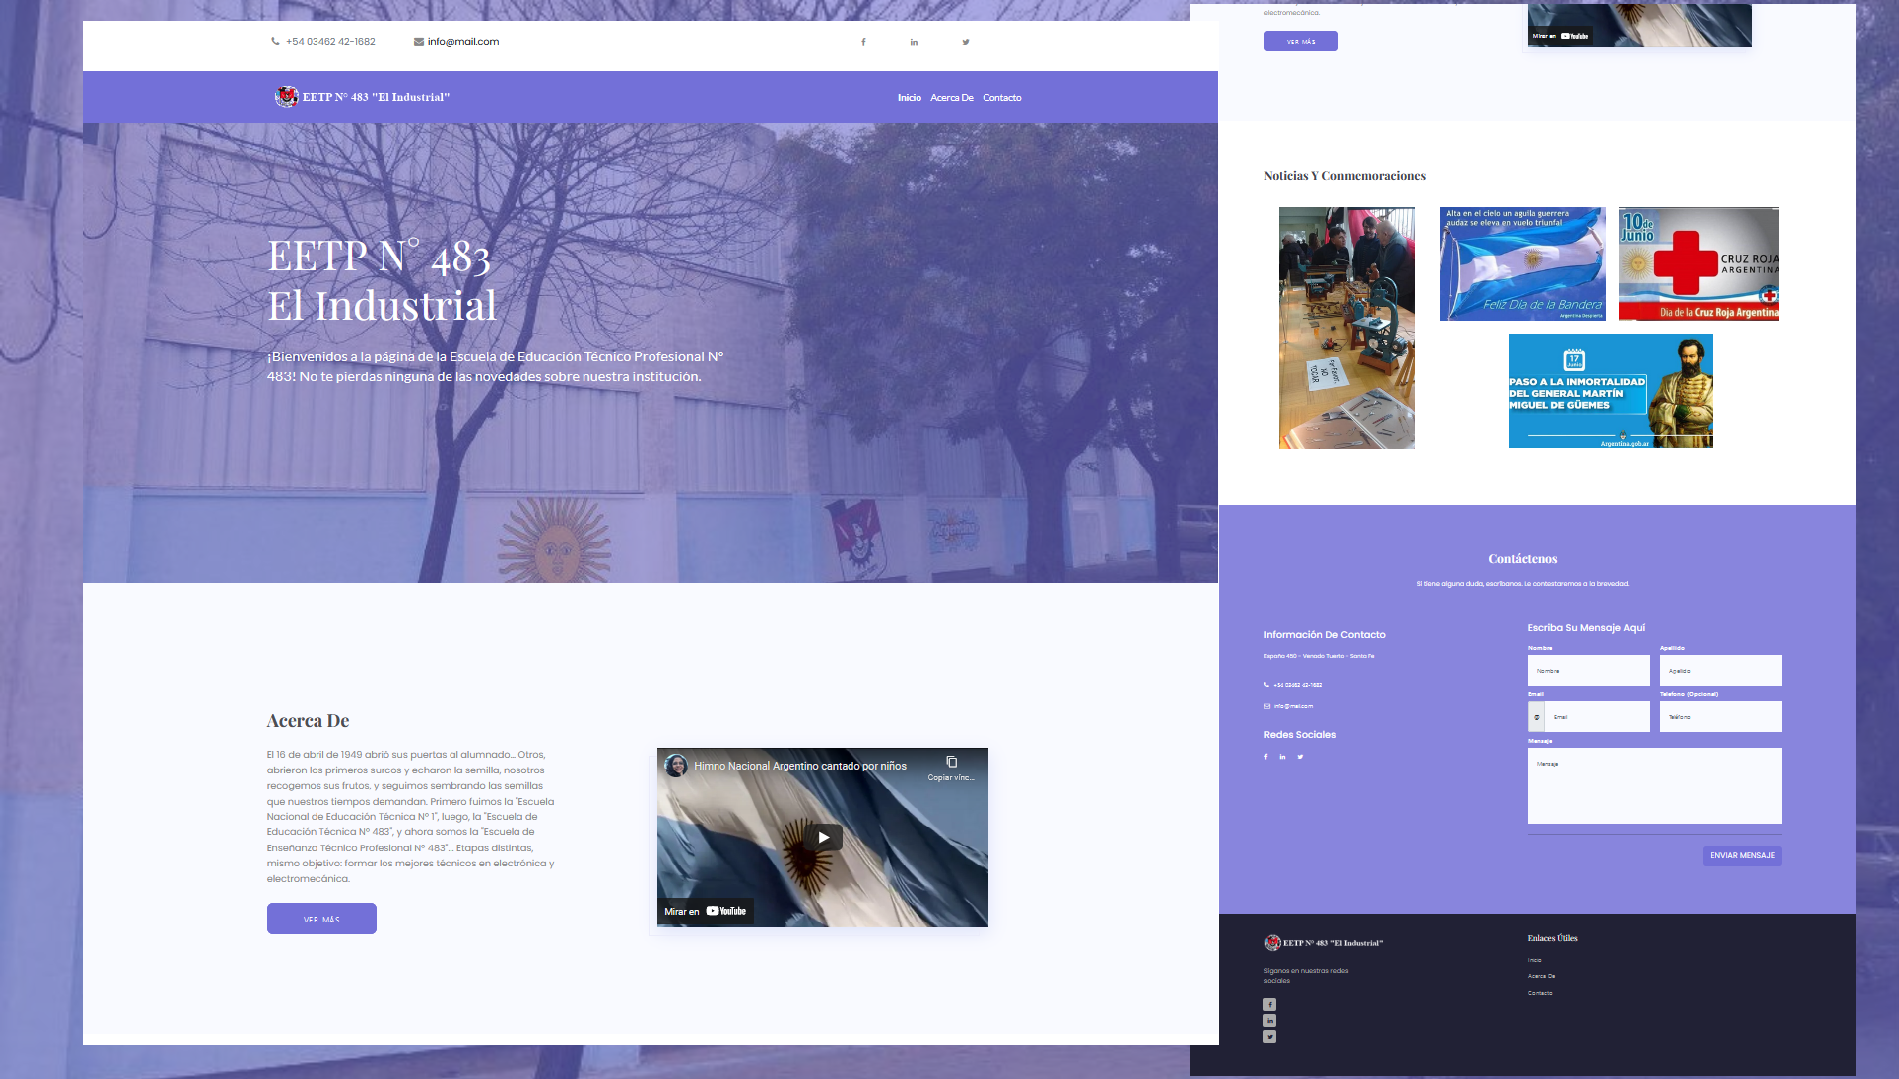 +54 03462 42-1682
info@mail.com
EETP N° 483 "El Industrial"
Inicio Acerca De Contacto
EETP N° 483
El Industrial
¡Bienvenidos a la página de la Escuela de Educación Técnico Profesional N°
483! No te pierdas ninguna de las novedades sobre nuestra institución.
Acerca De
El 16 de abril de 1949 abrió sus puertas al alumnado... Otros,
abrieron los primeros surcos y echaron la semilla, nosotros
recogemos sus frutos, y seguimos sembrando las semillas
que nuestros tiempos demandan. Primero fuimos la "Escuela
Nacional de Educación Técnica N° 1", luego, la "Escuela de
Educación Técnica N° 483", y ahora somos la "Escuela de
Enseñanza Técnico Profesional N° 483"... Etapas distintas,
mismo objetivo: formar los mejores técnicos en electrónica y
electromecánica.
VER MÁS
Himno Nacional Argentino cantado por niños
Copiar vínc...
Mirar en YouTube
electromecánica.
VER MÁS
Mirar en YouTube
Noticias Y Conmemoraciones
Por Favor
NO
TOCAR
Alta en el cielo un aguila guerrera
audaz se eleva en vuelo triunfal
Feliz Día de la Bandera
Argentina Despierta
10 de
Junio
CRUZ ROJA
ARGENTINA
Dia de la Cruz Roja Argentina
17
JUNIO
PASO A LA INMORTALIDAD
DEL GENERAL MARTÍN
MIGUEL DE GÜEMES
Argentina.gob.ar
Contáctenos
Si tiene alguna duda, escríbanos. Le contestaremos a la brevedad.
Información De Contacto
España 450 - Venado Tuerto - Santa Fe
+54 03462 42-1682
info@mail.com
Redes Sociales
Escriba Su Mensaje Aquí
Nombre Apellido
Nombre Apellido
Email Telefono (Opcional)
@ Email Teléfono
Mensaje
Mensaje
ENVIAR MENSAJE
EETP N° 483 "El Industrial"
Síganos en nuestras redes
sociales
Enlaces Útiles
Inicio
Acerca De
Contacto